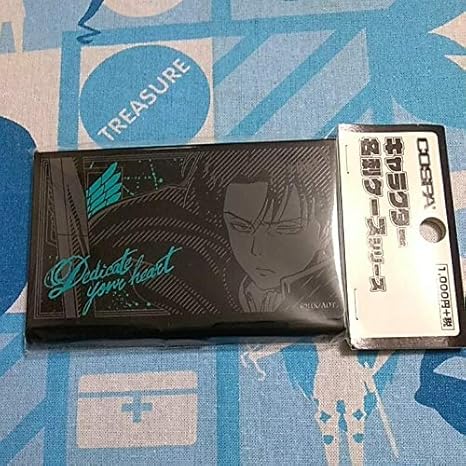 TREASURE
Dedicate
your heart
COSPA
キャラクター
名刺ケースシリーズ
1,000円+税